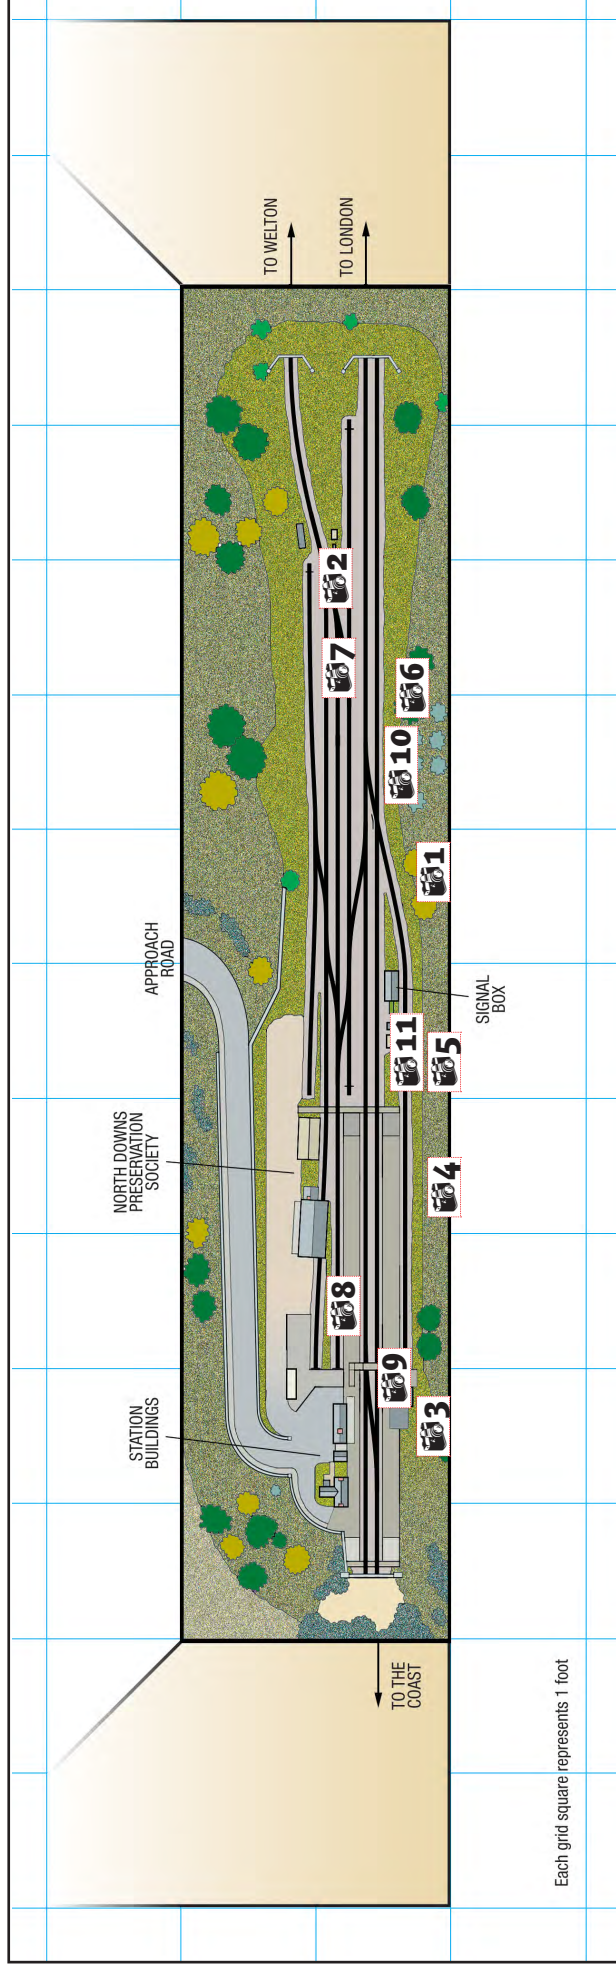 TO WELTON
TO LONDON
2
7
6
10
1
APPROACH
ROAD
SIGNAL
BOX
11
5
NORTH DOWNS
PRESERVATION
SOCIETY
4
8
9
STATION
BUILDINGS
3
TO THE
COAST
Each grid square represents 1 foot